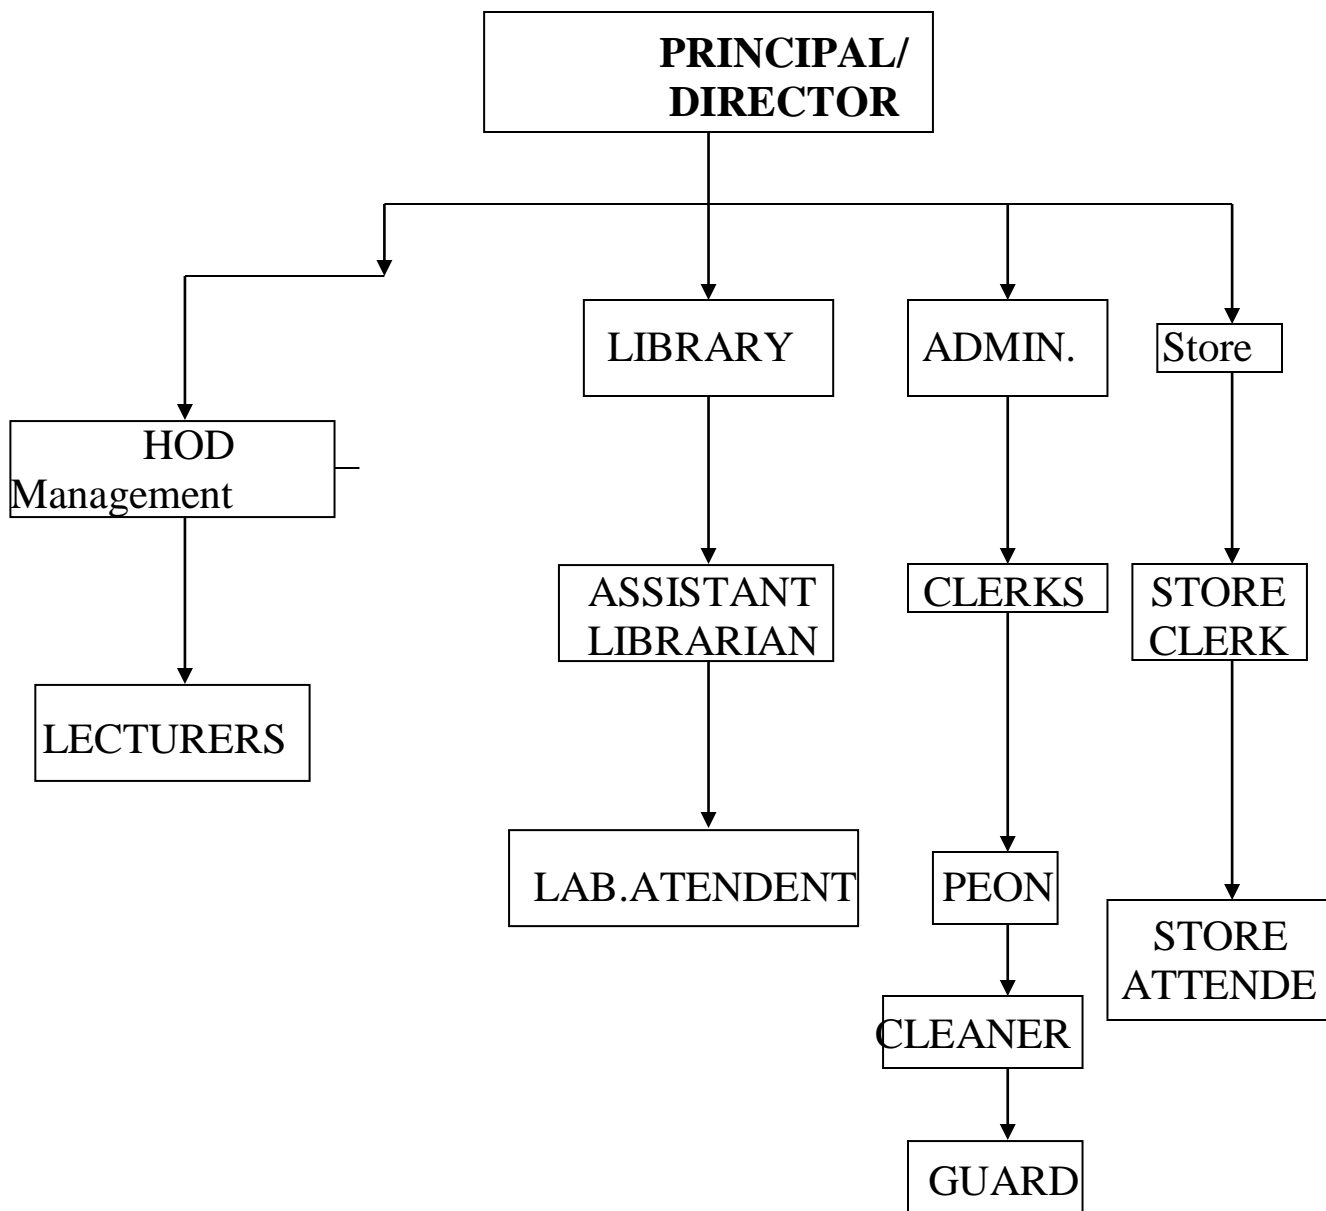 PRINCIPAL/
DIRECTOR
LIBRARY
ADMIN.
Store
HOD
Management
ASSISTANT
LIBRARIAN
CLERKS
STORE
CLERK
LECTURERS
LAB.ATENDENT
PEON
STORE
ATTENDE
CLEANER
GUARD